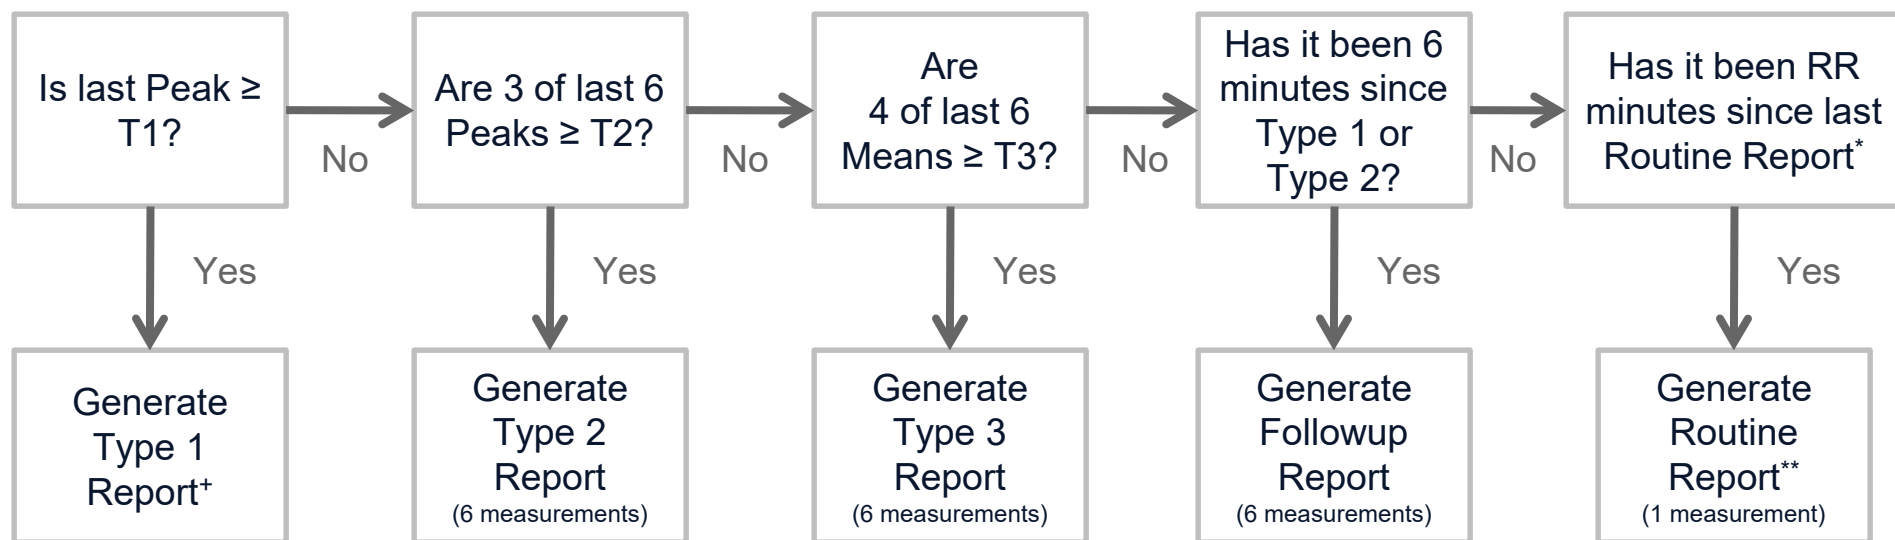 Is last Peak ≥
T1?
No
Are 3 of last 6
Peaks ≥ T2?
No
Are
4 of last 6
Means ≥ T3?
No
Has it been 6
minutes since
Type 1 or
Type 2?
No
Has it been RR
minutes since last
Routine Report*
Yes
Yes
Yes
Yes
Yes
Generate
Type 1
Report+
Generate
Type 2
Report
(6 measurements)
Generate
Type 3
Report
(6 measurements)
Generate
Followup
Report
(6 measurements)
Generate
Routine
Report**
(1 measurement)